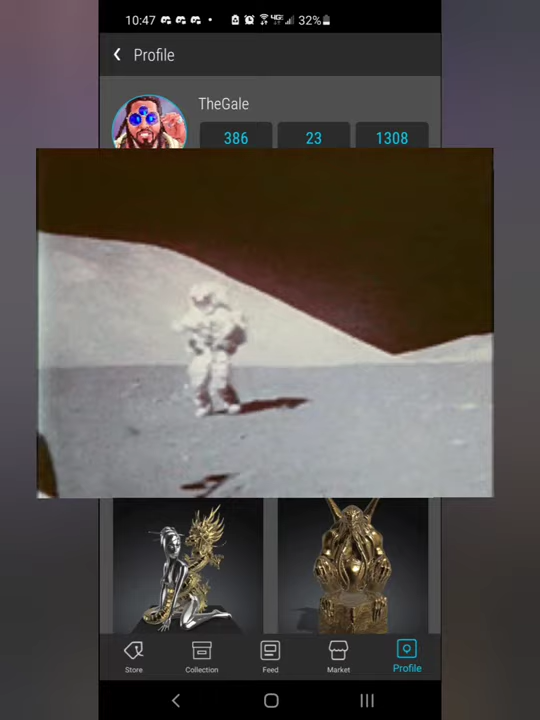 10:47 32%
Profile
TheGale
386 23 1308
Store Collection Feed Market Profile